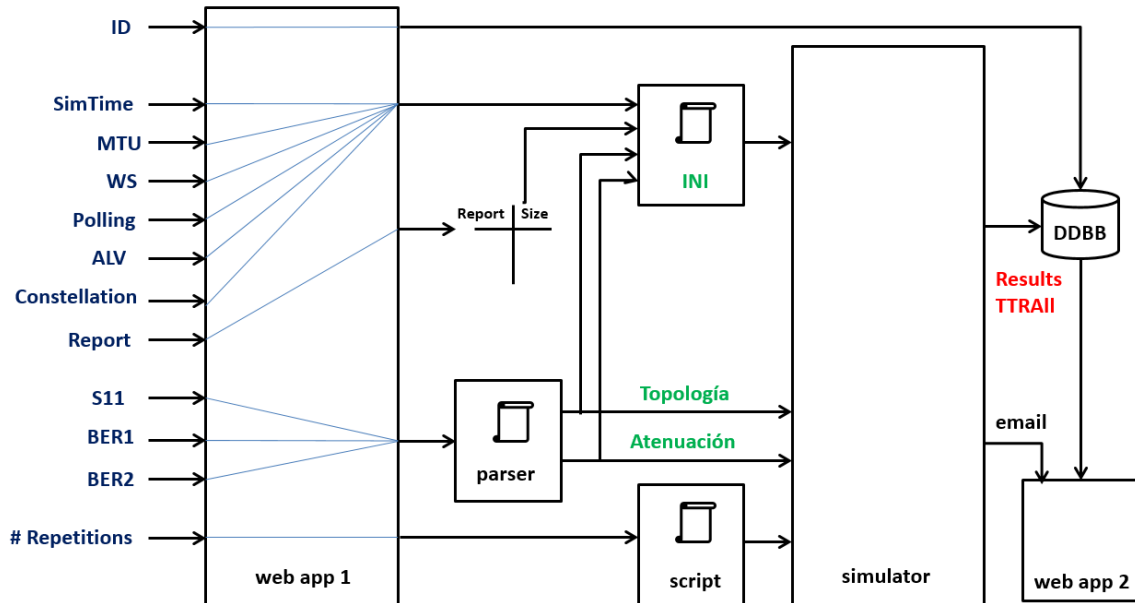 ID
SimTime
MTU
WS
Polling
ALV
Constellation
Report
S11
BER1
BER2
# Repetitions
web app 1
Report Size
INI
parser
Topología
Atenuación
script
simulator
DDBB
Results
TTRAll
email
web app 2